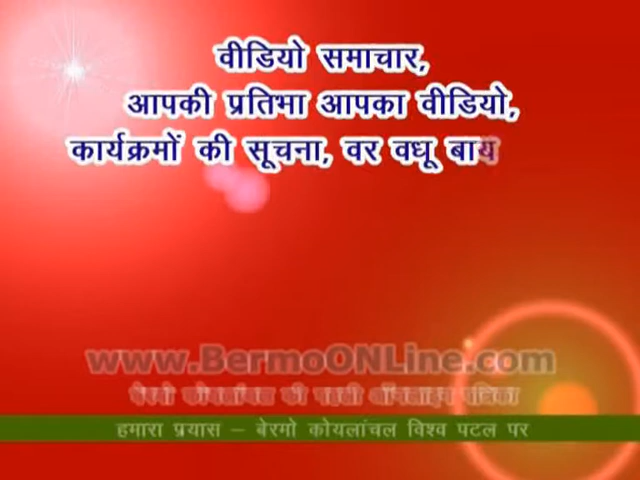 वीडियो समाचार,
आपकी प्रतिभा आपका वीडियो,
कार्यक्रमों की सूचना, वर वधू बाय
www.BermoONLine.com
हमारा प्रयास – बेरमो कोयलांचल विश्व पटल पर